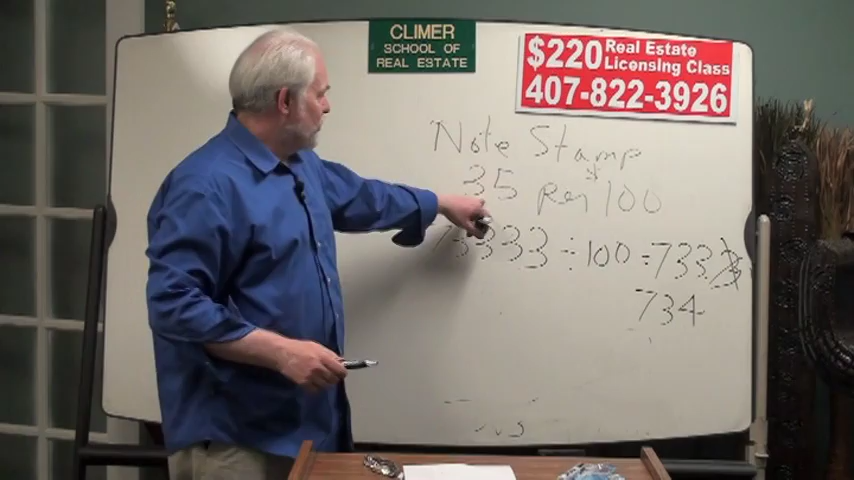 CLIMER
SCHOOL OF
REAL ESTATE
$220 Real Estate
Licensing Class
407-822-3926
Note Stamp
35 Per 100
73333 ÷ 100 = 733.3
734